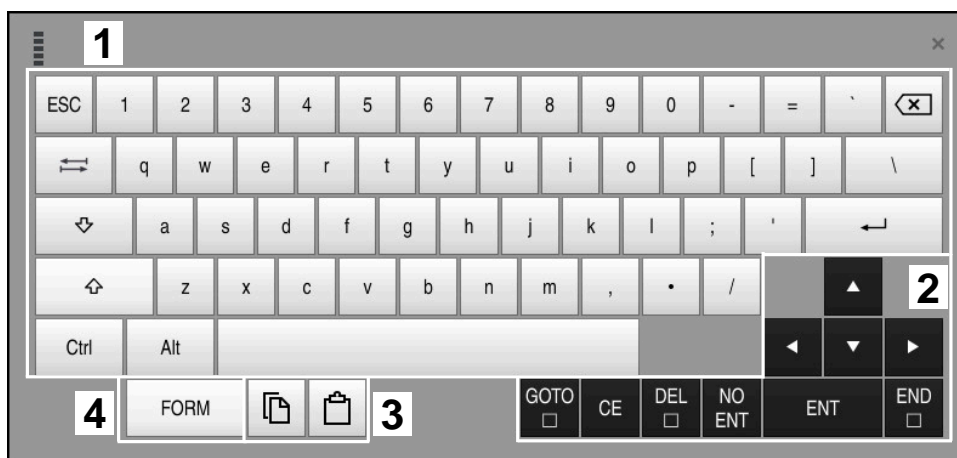 1
ESC 1 2 3 4 5 6 7 8 9 0 - = `
q w e r t y u i o p [ ] \
a s d f g h j k l ; '
z x c v b n m , • / 2
Ctrl Alt
4 FORM 3 GOTO CE DEL NO ENT ENT END